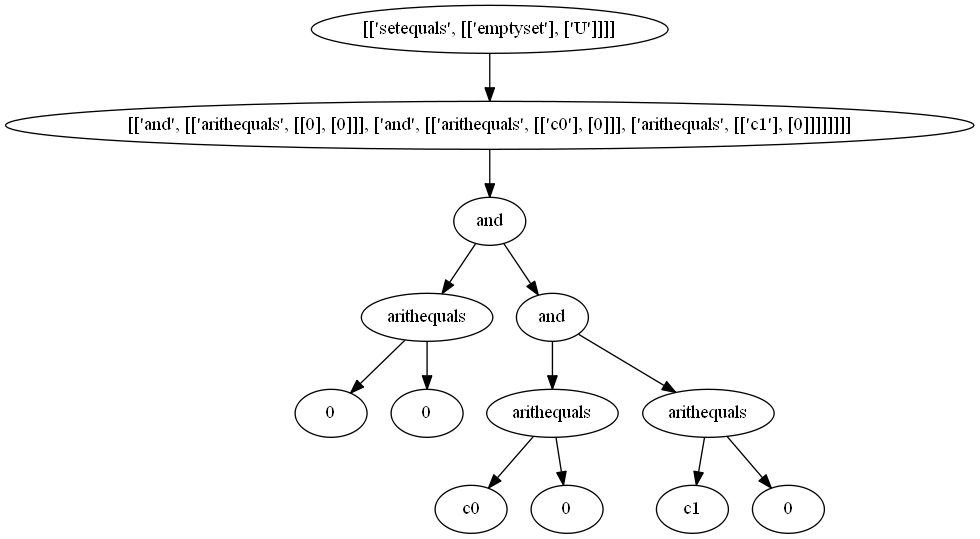 [['setequals', [['emptyset'], ['U']]]]
[['and', [['arithequals', [[0], [0]]], ['and', [['arithequals', [['c0'], [0]]], ['arithequals', [['c1'], [0]]]]]]]]
and
arithequals
and
0
0
arithequals
arithequals
c0
0
c1
0